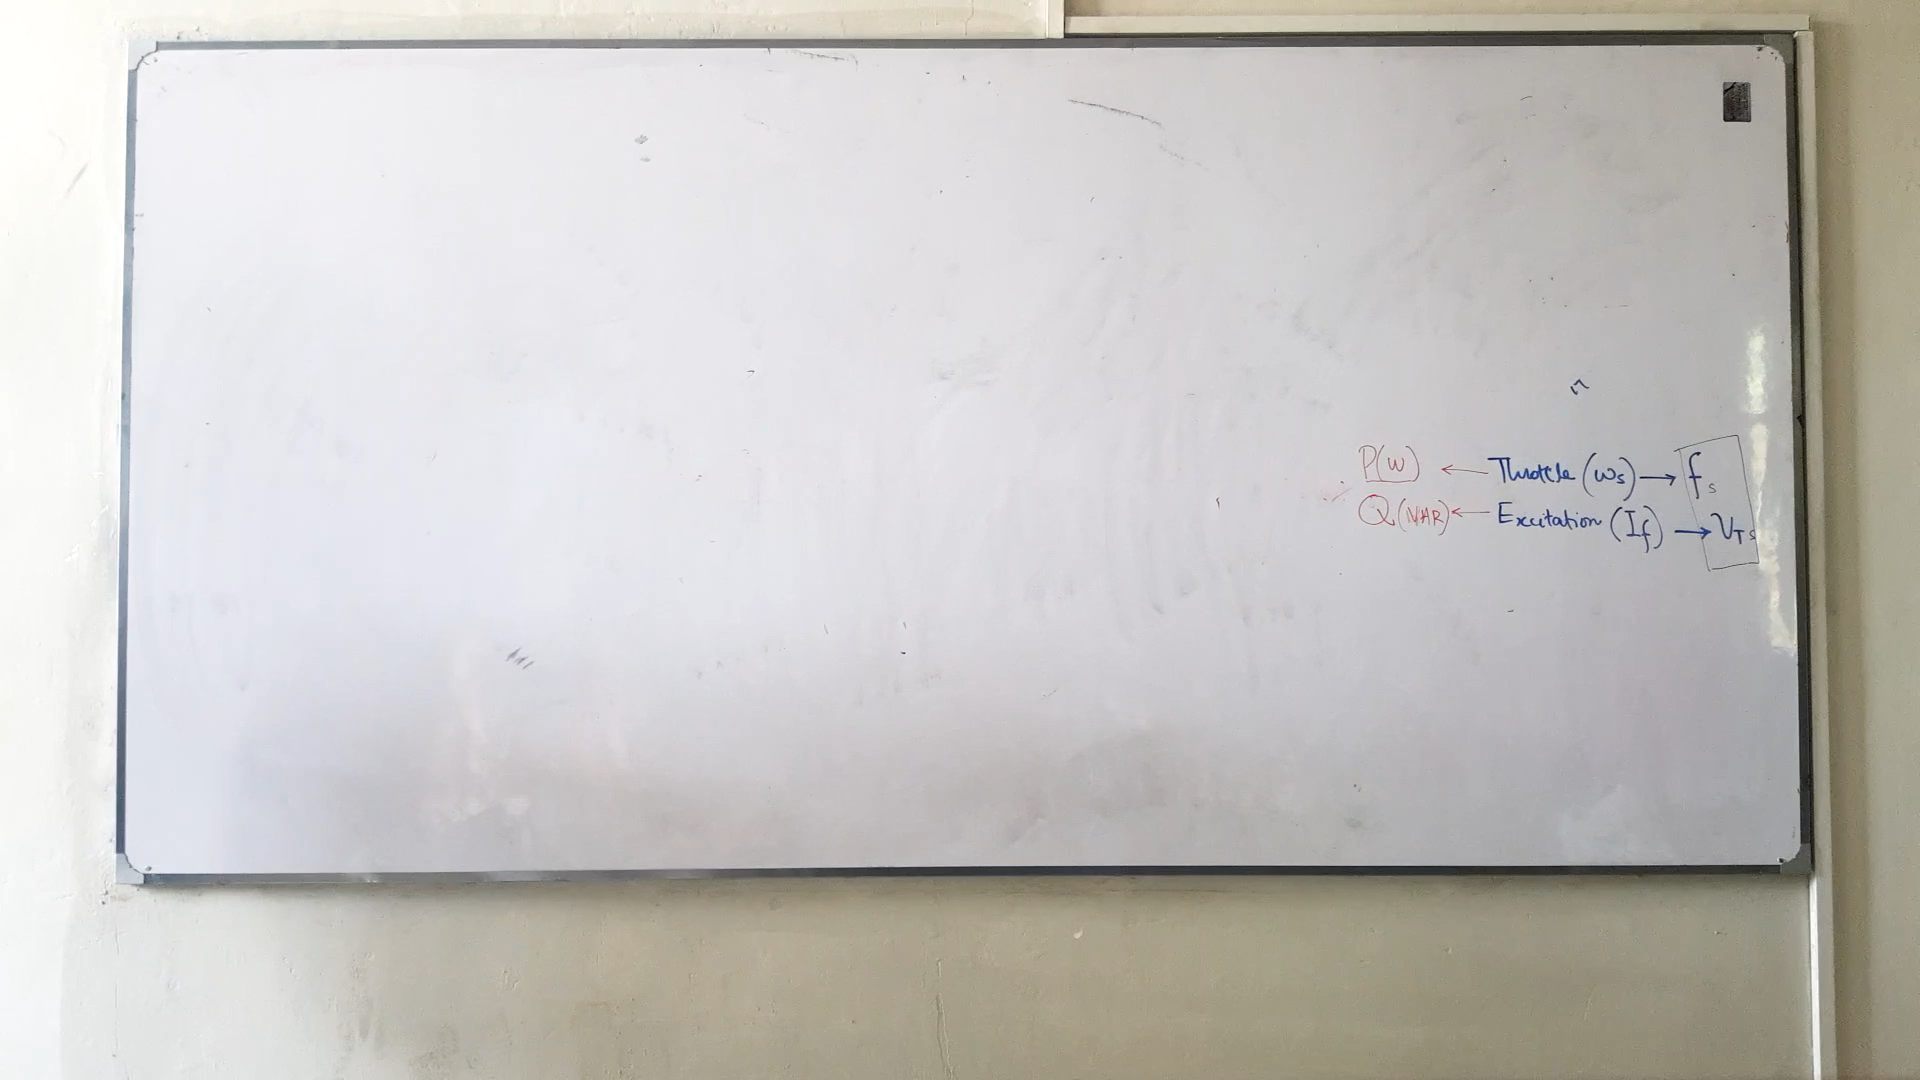 P(W) ← Throttle (ωs) → fs
Q(VAR) ← Excitation (If) → VTs